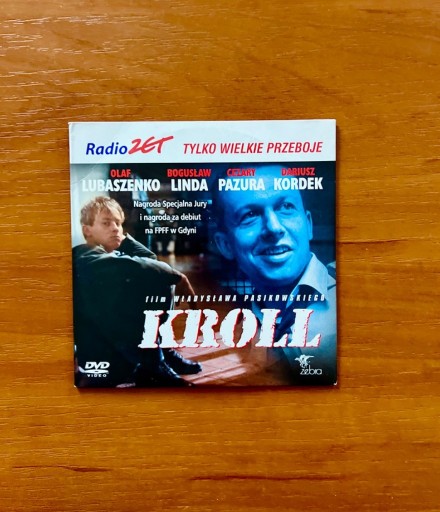 Radio ZET TYLKO WIELKIE PRZEBOJE
OLAF LUBASZENKO
BOGUSŁAW LINDA
CEZARY PAZURA
DARIUSZ KORDEK
Nagroda Specjalna Jury
i nagroda za debiut
na FPFF w Gdyni
film WŁADYSŁAWA PASIKOWSKIEGO
KROLL
DVD
VIDEO
zebra